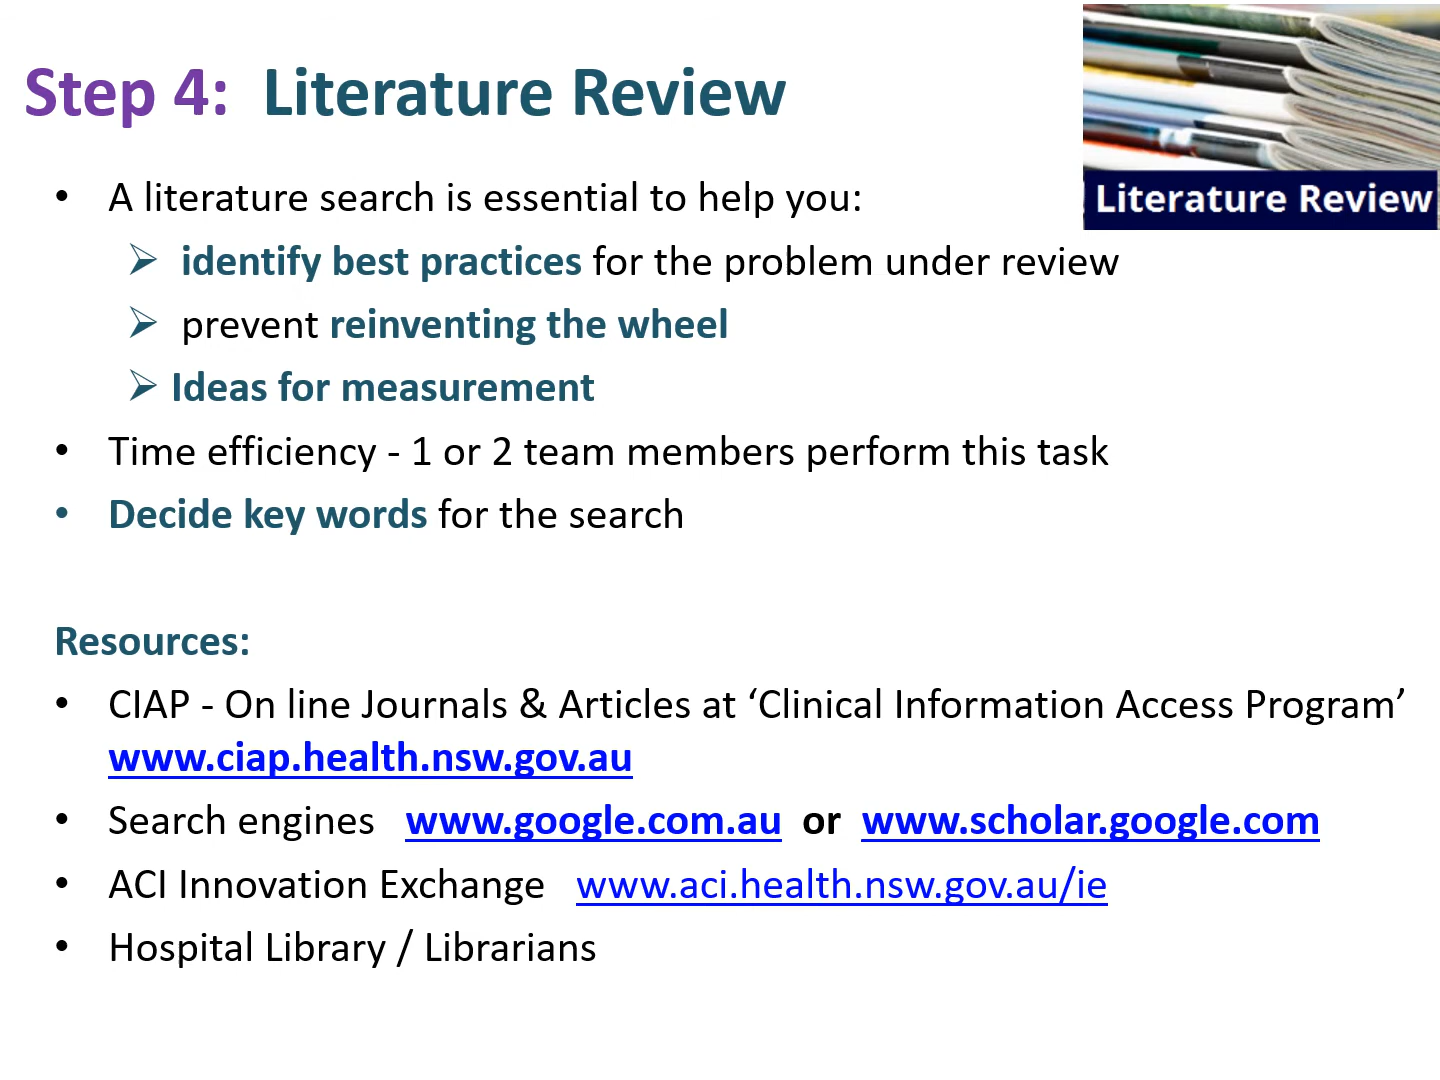 Step 4: Literature Review
Literature Review
• A literature search is essential to help you:
➢ identify best practices for the problem under review
➢ prevent reinventing the wheel
➢ Ideas for measurement
• Time efficiency - 1 or 2 team members perform this task
• Decide key words for the search
Resources:
• CIAP - On line Journals & Articles at ‘Clinical Information Access Program’
www.ciap.health.nsw.gov.au
• Search engines www.google.com.au or www.scholar.google.com
• ACI Innovation Exchange www.aci.health.nsw.gov.au/ie
• Hospital Library / Librarians